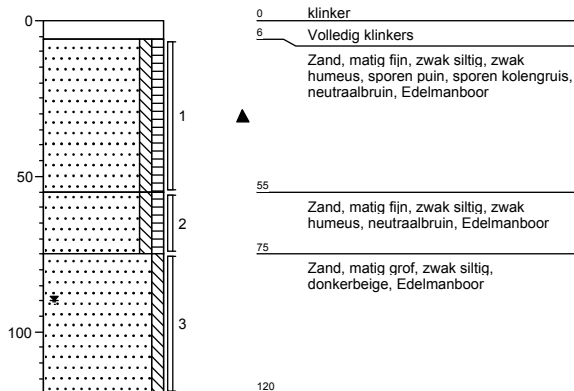 0
50
100
1
2
3
0 klinker
6 Volledig klinkers
Zand, matig fijn, zwak siltig, zwak
humeus, sporen puin, sporen kolengruis,
neutraalbruin, Edelmanboor
55
Zand, matig fijn, zwak siltig, zwak
humeus, neutraalbruin, Edelmanboor
75
Zand, matig grof, zwak siltig,
donkerbeige, Edelmanboor
120